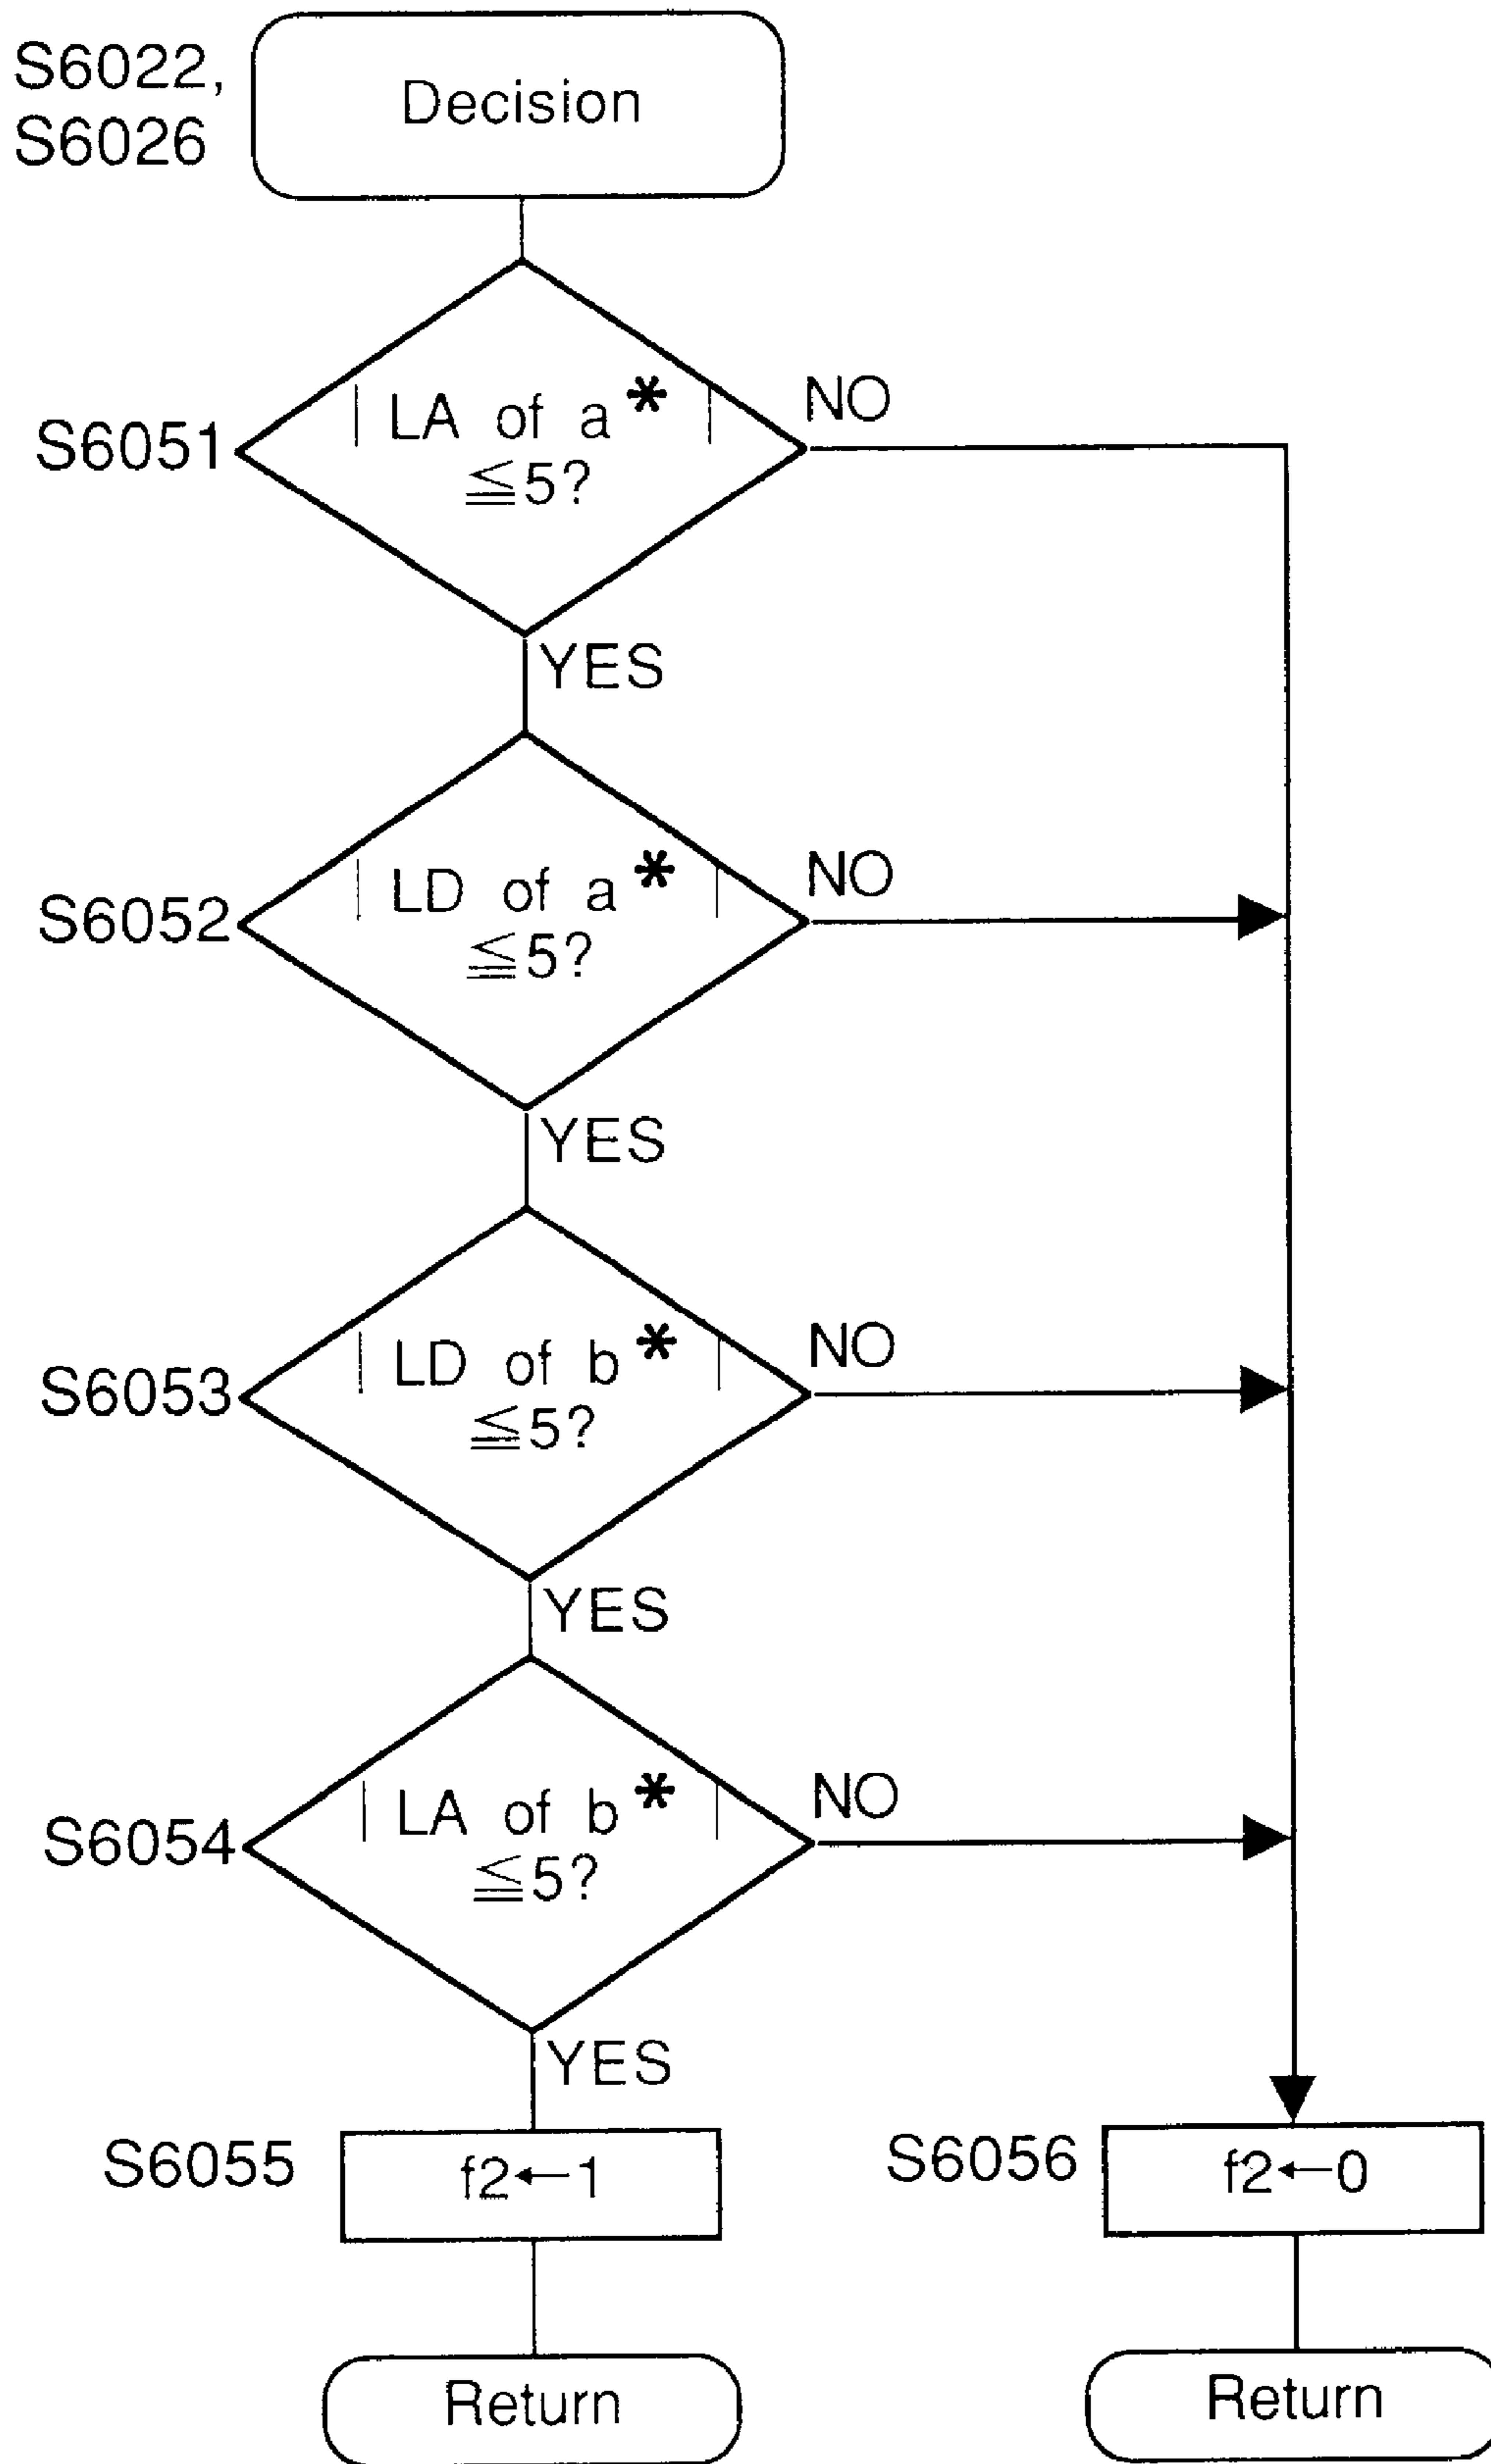 S6022,
S6026
Decision
S6051
| LA of a* |
≦5?
NO
YES
S6052
| LD of a* |
≦5?
NO
YES
S6053
| LD of b* |
≦5?
NO
YES
S6054
| LA of b* |
≦5?
NO
YES
S6055
f2←1
S6056
f2←0
Return
Return